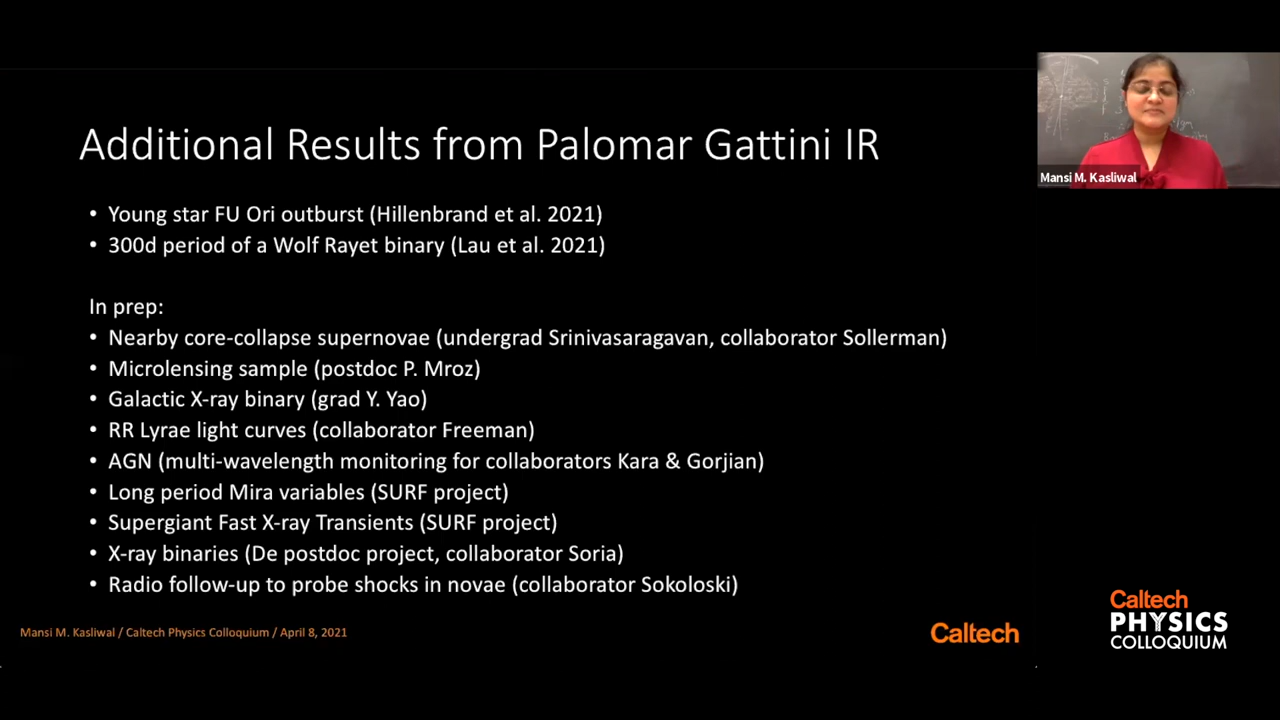 Additional Results from Palomar Gattini IR
• Young star FU Ori outburst (Hillenbrand et al. 2021)
• 300d period of a Wolf Rayet binary (Lau et al. 2021)
In prep:
• Nearby core-collapse supernovae (undergrad Srinivasaragavan, collaborator Sollerman)
• Microlensing sample (postdoc P. Mroz)
• Galactic X-ray binary (grad Y. Yao)
• RR Lyrae light curves (collaborator Freeman)
• AGN (multi-wavelength monitoring for collaborators Kara & Gorjian)
• Long period Mira variables (SURF project)
• Supergiant Fast X-ray Transients (SURF project)
• X-ray binaries (De postdoc project, collaborator Soria)
• Radio follow-up to probe shocks in novae (collaborator Sokoloski)
Mansi M. Kasliwal / Caltech Physics Colloquium / April 8, 2021
Caltech
Mansi M. Kasliwal
Caltech
PHYSICS
COLLOQUIUM